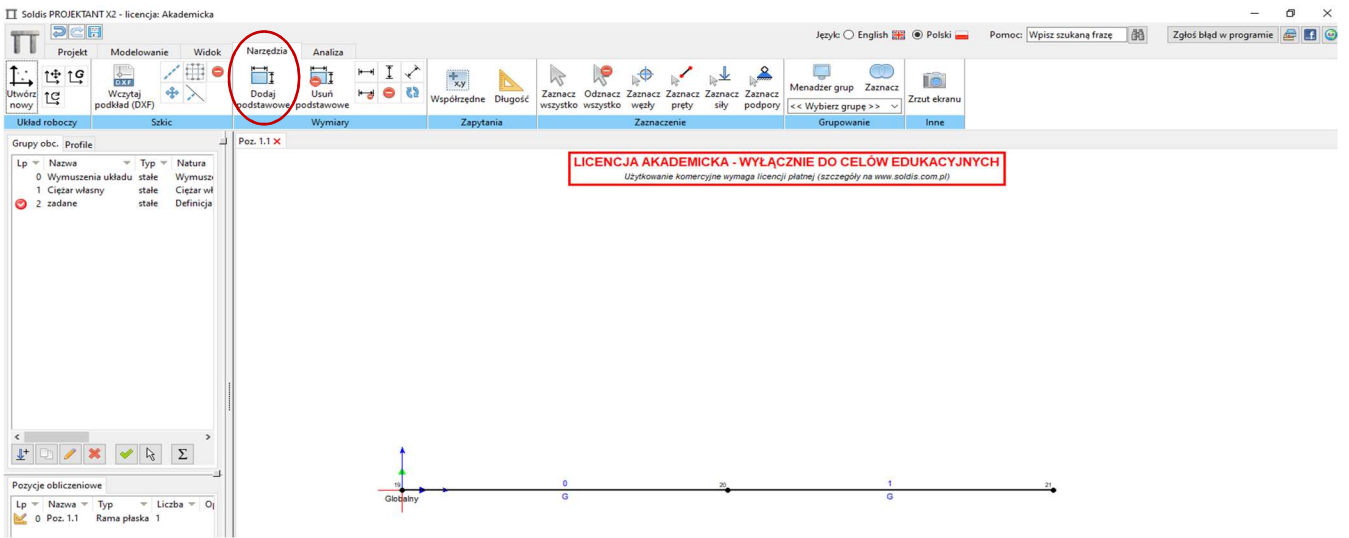 Soldis PROJEKTANT X2 - licencja: Akademicka
Język: English Polski Pomoc: Wpisz szukaną frazę Zgłoś błąd w programie
Projekt Modelowanie Widok Narzędzia Analiza
Utwórz nowy
Wczytaj podkład (DXF)
Dodaj podstawowe
Usuń podstawowe
Współrzędne
Długość
Zaznacz wszystko
Odznacz wszystko
Zaznacz węzły
Zaznacz pręty
Zaznacz siły
Zaznacz podpory
Menadżer grup
Zaznacz
<< Wybierz grupę >>
Zrzut ekranu
Układ roboczy Szkic Wymiary Zapytania Zaznaczenie Grupowanie Inne
Grupy obc. Profile
Poz. 1.1
Lp Nazwa Typ Natura
0 Wymuszenia układu stałe
1 Ciężar własny stałe
2 zadane stałe Definicja
LICENCJA AKADEMICKA - WYŁĄCZNIE DO CELÓW EDUKACYJNYCH
Użytkowanie komercyjne wymaga licencji płatnej (szczegóły na www.soldis.com.pl)
Pozycje obliczeniowe
Lp Nazwa Typ Liczba
0 Poz. 1.1 Rama płaska 1
19 0 20 1 21
Globalny G G